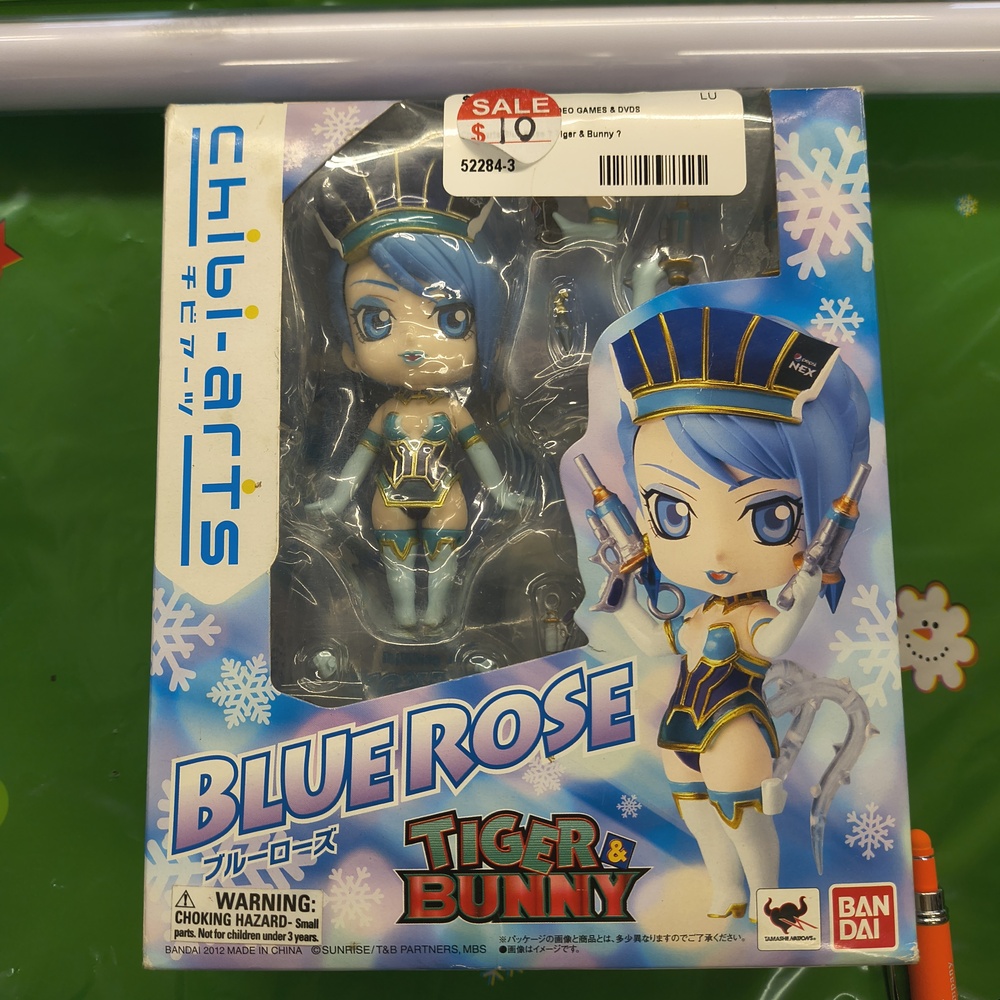 SALE
$ 10
EO GAMES & DVDS
LU
iger & Bunny ?
52284-3
chibi-arts
チビアーツ
NEX
BLUE ROSE
ブルーローズ
TIGER &
BUNNY
WARNING:
CHOKING HAZARD- Small
parts. Not for children under 3 years.
BANDAI 2012 MADE IN CHINA ©SUNRISE/T&B PARTNERS, MBS
※パッケージの画像と商品とは、多少異なりますのでご了承ください。
●画像はイメージです。
TAMASHII NATIONS
BAN
DAI